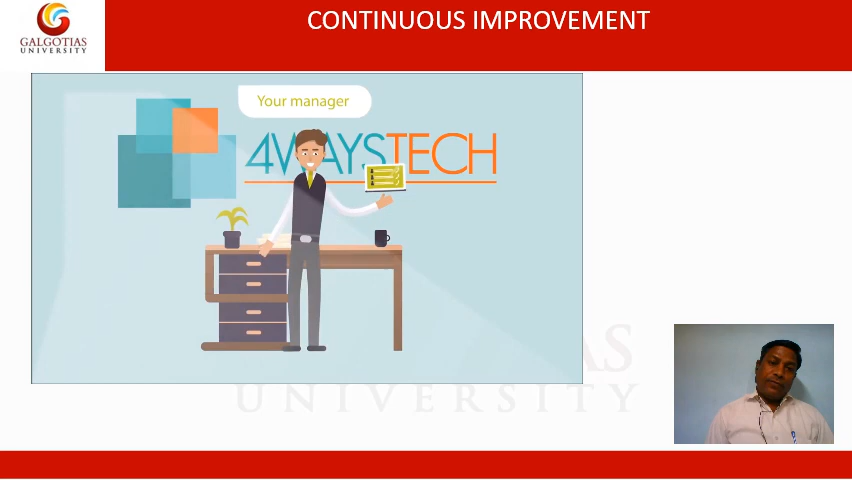 CONTINUOUS IMPROVEMENT
GALGOTIAS
UNIVERSITY
Your manager
4WAYSTECH
UNIVERSITY